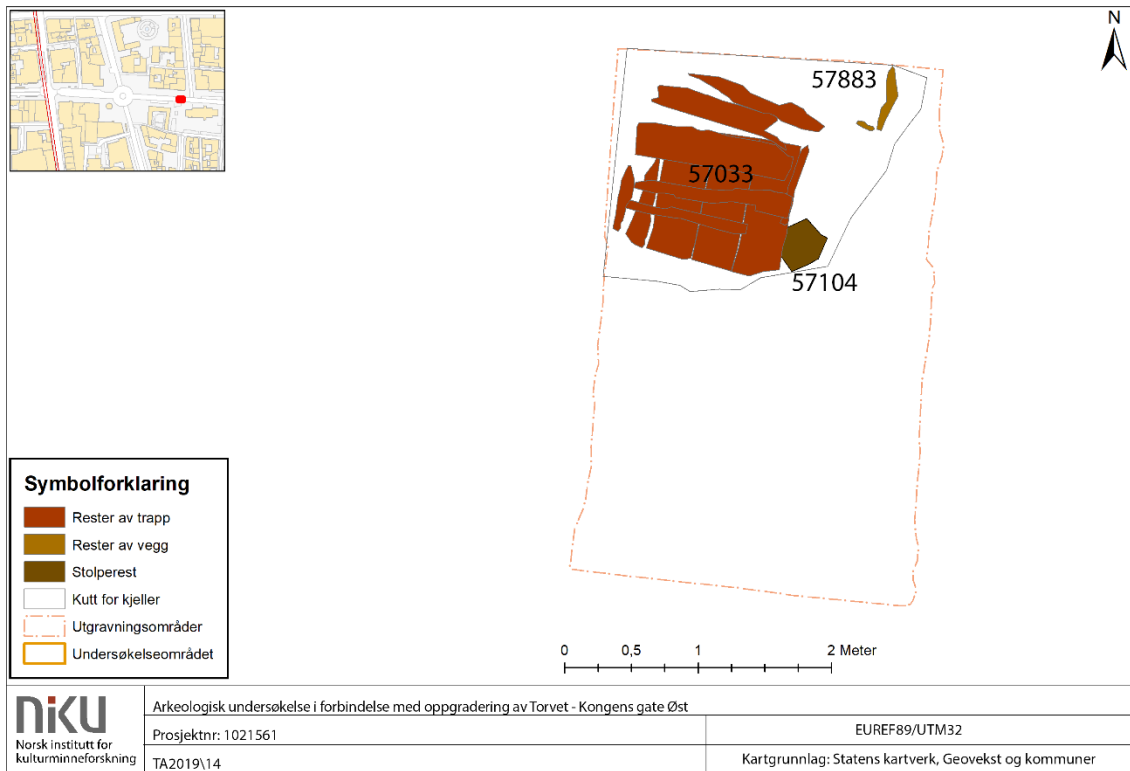 N
57883
57033
57104
Symbolforklaring
Rester av trapp
Rester av vegg
Stolperest
Kutt for kjeller
Utgravningsområder
Undersøkelseområdet
0 0,5 1 2 Meter
niKU
Norsk institutt for
kulturminneforskning
Arkeologisk undersøkelse i forbindelse med oppgradering av Torvet - Kongens gate Øst
Prosjektnr: 1021561
TA2019\14
EUREF89/UTM32
Kartgrunnlag: Statens kartverk, Geovekst og kommuner